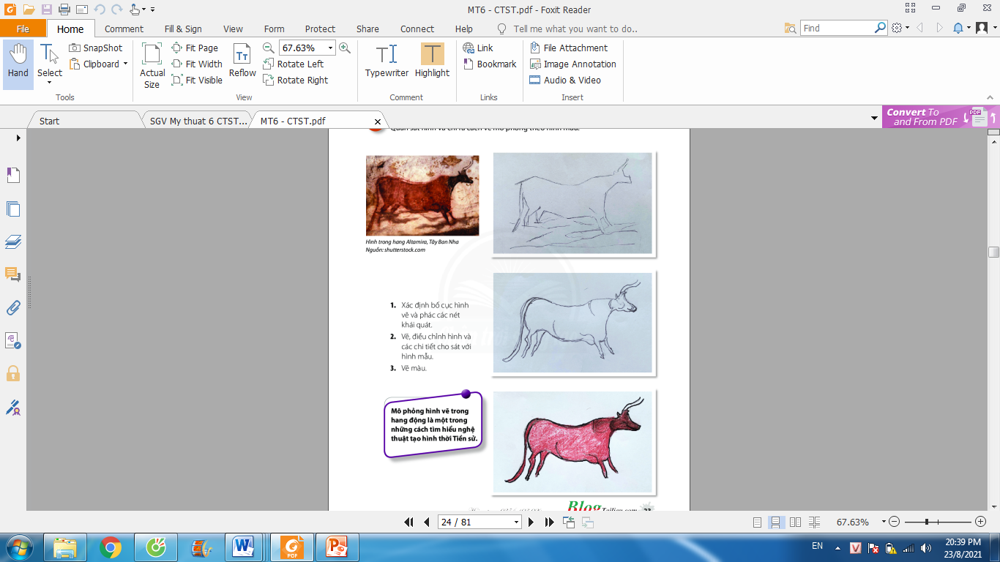 MT6 - CTST.pdf - Foxit Reader
File
Home
Comment
Fill & Sign
View
Form
Protect
Share
Connect
Help
Tell me what you want to do..
Find
Hand
Select
SnapShot
Clipboard
Tools
Actual
Size
Fit Page
Fit Width
Fit Visible
Reflow
67.63%
Rotate Left
Rotate Right
View
Typewriter
Highlight
Comment
Link
Bookmark
Links
File Attachment
Image Annotation
Audio & Video
Insert
Start
SGV My thuat 6 CTST...
MT6 - CTST.pdf
Convert To
and From PDF
PDF
Hình trong hang Altamira, Tây Ban Nha
Nguồn: shutterstock.com
1. Xác định bố cục hình
vẽ và phác các nét
khái quát.
2. Vẽ, điều chỉnh hình và
các chi tiết cho sát với
hình mẫu.
3. Vẽ màu.
Mô phỏng hình vẽ trong
hang động là một trong
những cách tìm hiểu nghệ
thuật tạo hình thời Tiền sử.
Blog
23
24 / 81
67.63%
PDF
EN
20:39 PM
23/8/2021